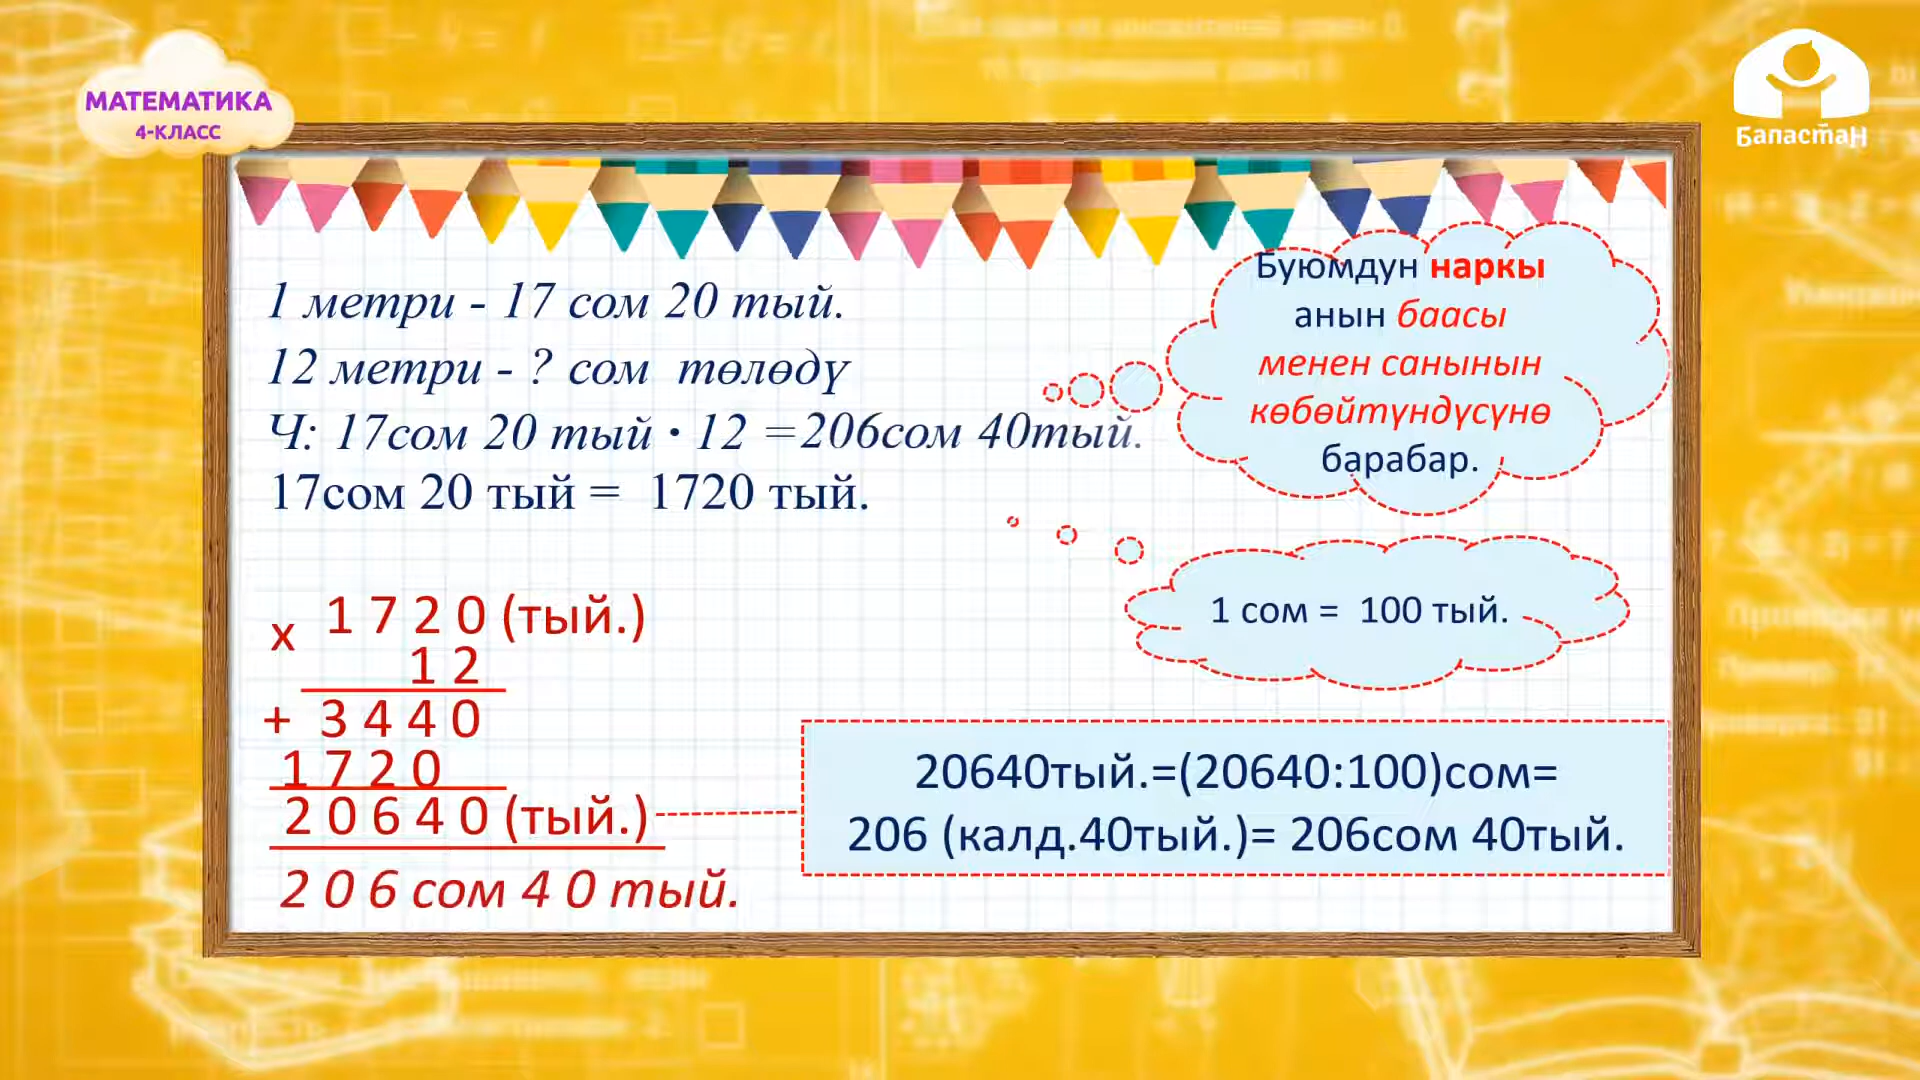 МАТЕМАТИКА
4-КЛАСС
Баластан
1 метри - 17 сом 20 тый.
12 метри - ? сом төлөдү
Ч: 17сом 20 тый · 12 =206сом 40тый.
17сом 20 тый = 1720 тый.
Буюмдун наркы
анын баасы
менен санынын
көбөйтүндүсүнө
барабар.
1 сом = 100 тый.
х 1 7 2 0 (тый.)
1 2
+ 3 4 4 0
1 7 2 0
2 0 6 4 0 (тый.)
2 0 6 сом 4 0 тый.
20640тый.=(20640:100)сом=
206 (калд.40тый.)= 206сом 40тый.